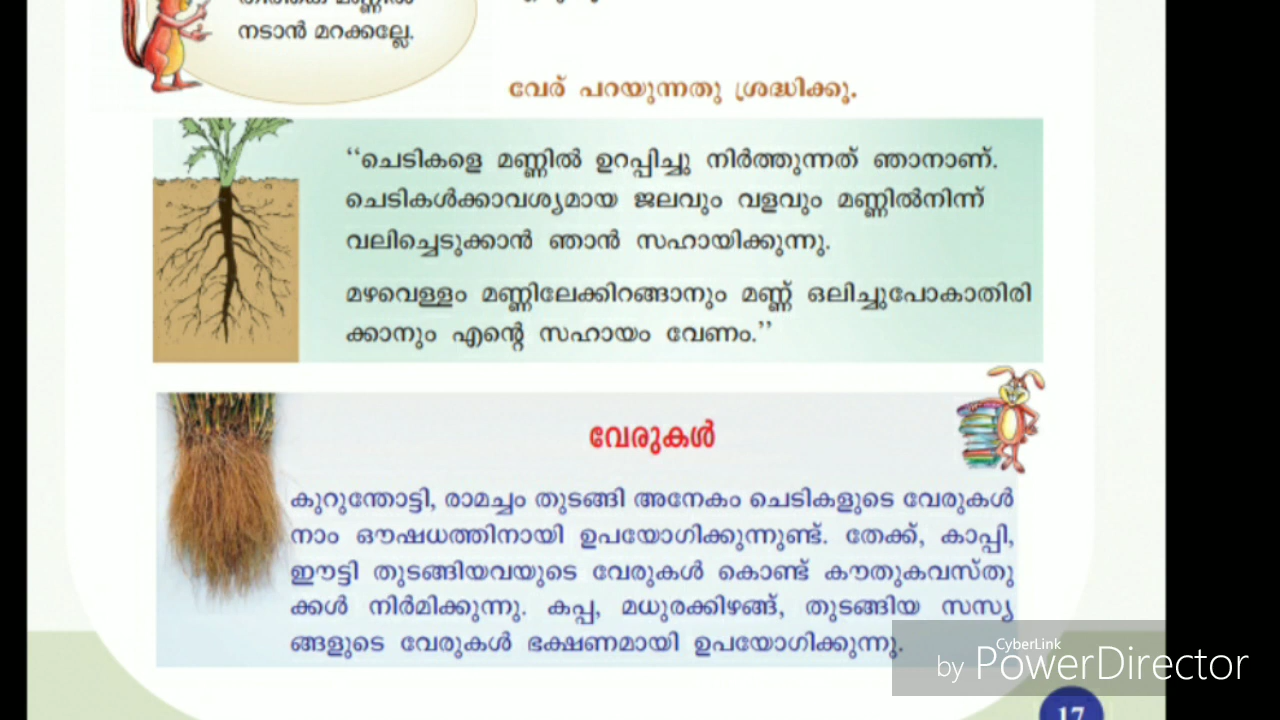 നടാൻ മറക്കല്ലേ.
വേര് പറയുന്നതു ശ്രദ്ധിക്കൂ.
‘‘ചെടികളെ മണ്ണിൽ ഉറപ്പിച്ചു നിർത്തുന്നത് ഞാനാണ്.
ചെടികൾക്കാവശ്യമായ ജലവും വളവും മണ്ണിൽനിന്ന്
വലിച്ചെടുക്കാൻ ഞാൻ സഹായിക്കുന്നു.
മഴവെള്ളം മണ്ണിലേക്കിറങ്ങാനും മണ്ണ് ഒലിച്ചുപോകാതിരി
ക്കാനും എന്റെ സഹായം വേണം.’’
വേരുകൾ
കുറുന്തോട്ടി, രാമച്ചം തുടങ്ങി അനേകം ചെടികളുടെ വേരുകൾ
നാം ഔഷധത്തിനായി ഉപയോഗിക്കുന്നുണ്ട്. തേക്ക്, കാപ്പി,
ഈട്ടി തുടങ്ങിയവയുടെ വേരുകൾ കൊണ്ട് കൗതുകവസ്തു
ക്കൾ നിർമിക്കുന്നു. കപ്പ, മധുരക്കിഴങ്ങ്, തുടങ്ങിയ സസ്യ
ങ്ങളുടെ വേരുകൾ ഭക്ഷണമായി ഉപയോഗിക്കുന്നു.
CyberLink
by PowerDirector
17